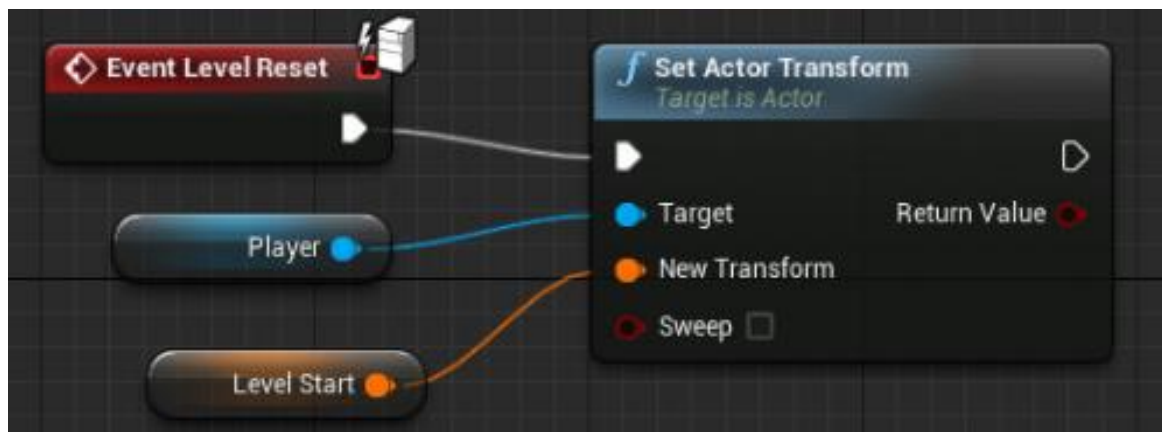 Event Level Reset
Set Actor Transform
Target is Actor
Target
Return Value
Player
New Transform
Sweep
Level Start